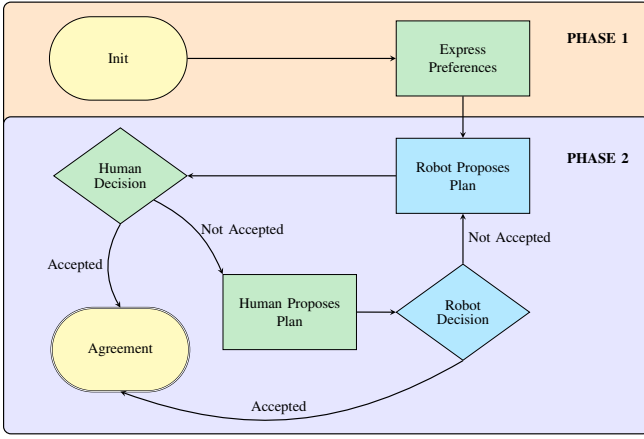 PHASE 1
Init
Express
Preferences
PHASE 2
Human
Decision
Robot Proposes
Plan
Not Accepted
Not Accepted
Accepted
Human Proposes
Plan
Robot
Decision
Agreement
Accepted